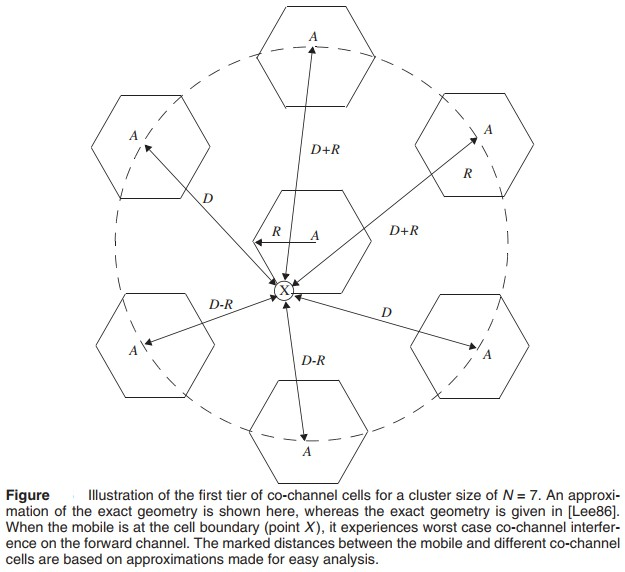 A
A
A
D+R
R
D
R
A
D+R
X
D-R
D
A
A
D-R
A
Figure Illustration of the first tier of co-channel cells for a cluster size of N = 7. An approxi-
mation of the exact geometry is shown here, whereas the exact geometry is given in [Lee86].
When the mobile is at the cell boundary (point X), it experiences worst case co-channel interfer-
ence on the forward channel. The marked distances between the mobile and different co-channel
cells are based on approximations made for easy analysis.